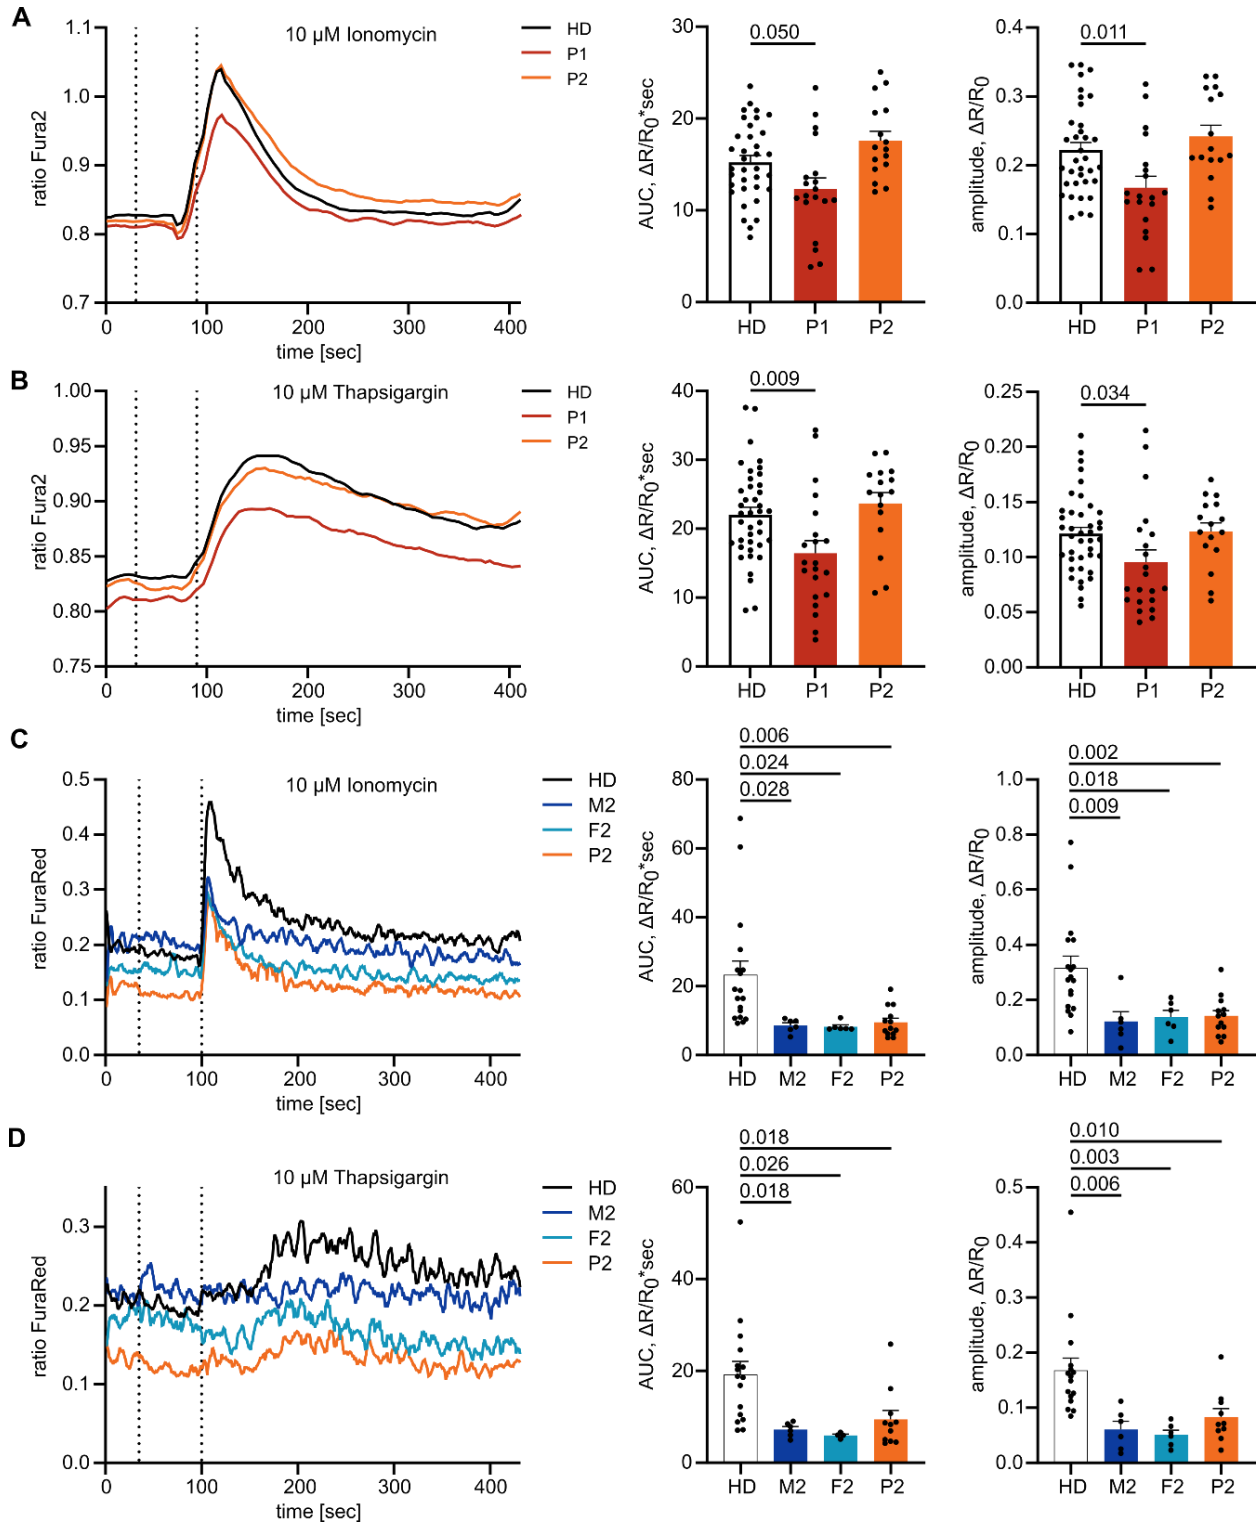 A
10 µM Ionomycin
HD
P1
P2
ratio Fura2
1.1
1.0
0.9
0.8
0.7
0
100
200
300
400
time [sec]
AUC, ΔR/R0*sec
30
20
10
0
0.050
HD
P1
P2
amplitude, ΔR/R0
0.4
0.3
0.2
0.1
0.0
0.011
HD
P1
P2
B
10 µM Thapsigargin
HD
P1
P2
ratio Fura2
1.00
0.95
0.90
0.85
0.80
0.75
0
100
200
300
400
time [sec]
AUC, ΔR/R0*sec
40
30
20
10
0
0.009
HD
P1
P2
amplitude, ΔR/R0
0.25
0.20
0.15
0.10
0.05
0.00
0.034
HD
P1
P2
C
10 µM Ionomycin
HD
M2
F2
P2
ratio FuraRed
0.5
0.4
0.3
0.2
0.1
0.0
0
100
200
300
400
time [sec]
AUC, ΔR/R0*sec
80
60
40
20
0
0.006
0.024
0.028
HD
M2
F2
P2
amplitude, ΔR/R0
1.0
0.8
0.6
0.4
0.2
0.0
0.002
0.018
0.009
HD
M2
F2
P2
D
10 µM Thapsigargin
HD
M2
F2
P2
ratio FuraRed
0.3
0.2
0.1
0.0
0
100
200
300
400
time [sec]
AUC, ΔR/R0*sec
60
40
20
0
0.018
0.026
0.018
HD
M2
F2
P2
amplitude, ΔR/R0
0.5
0.4
0.3
0.2
0.1
0.0
0.010
0.003
0.006
HD
M2
F2
P2